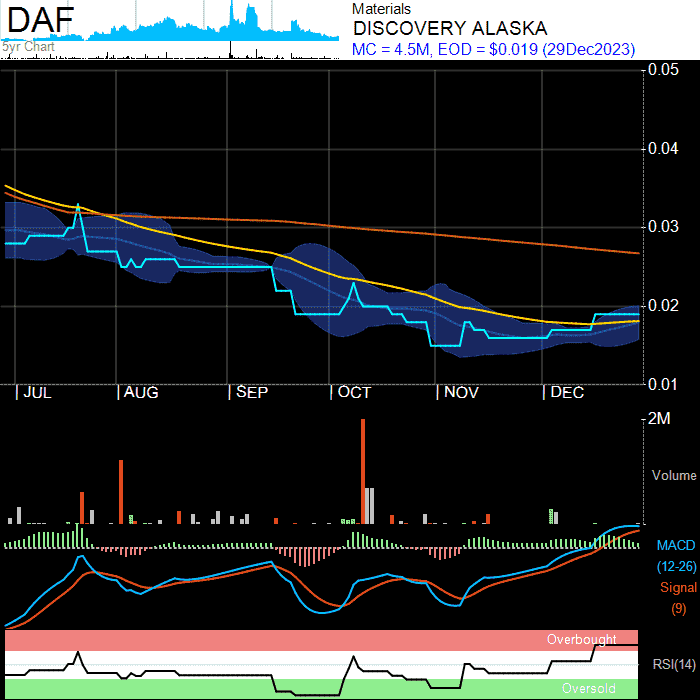 DAF
5yr Chart
Materials
DISCOVERY ALASKA
MC = 4.5M, EOD = $0.019 (29Dec2023)
0.05
0.04
0.03
0.02
0.01
JUL AUG SEP OCT NOV DEC
2M
Volume
MACD
(12-26)
Signal
(9)
Overbought
RSI(14)
Oversold